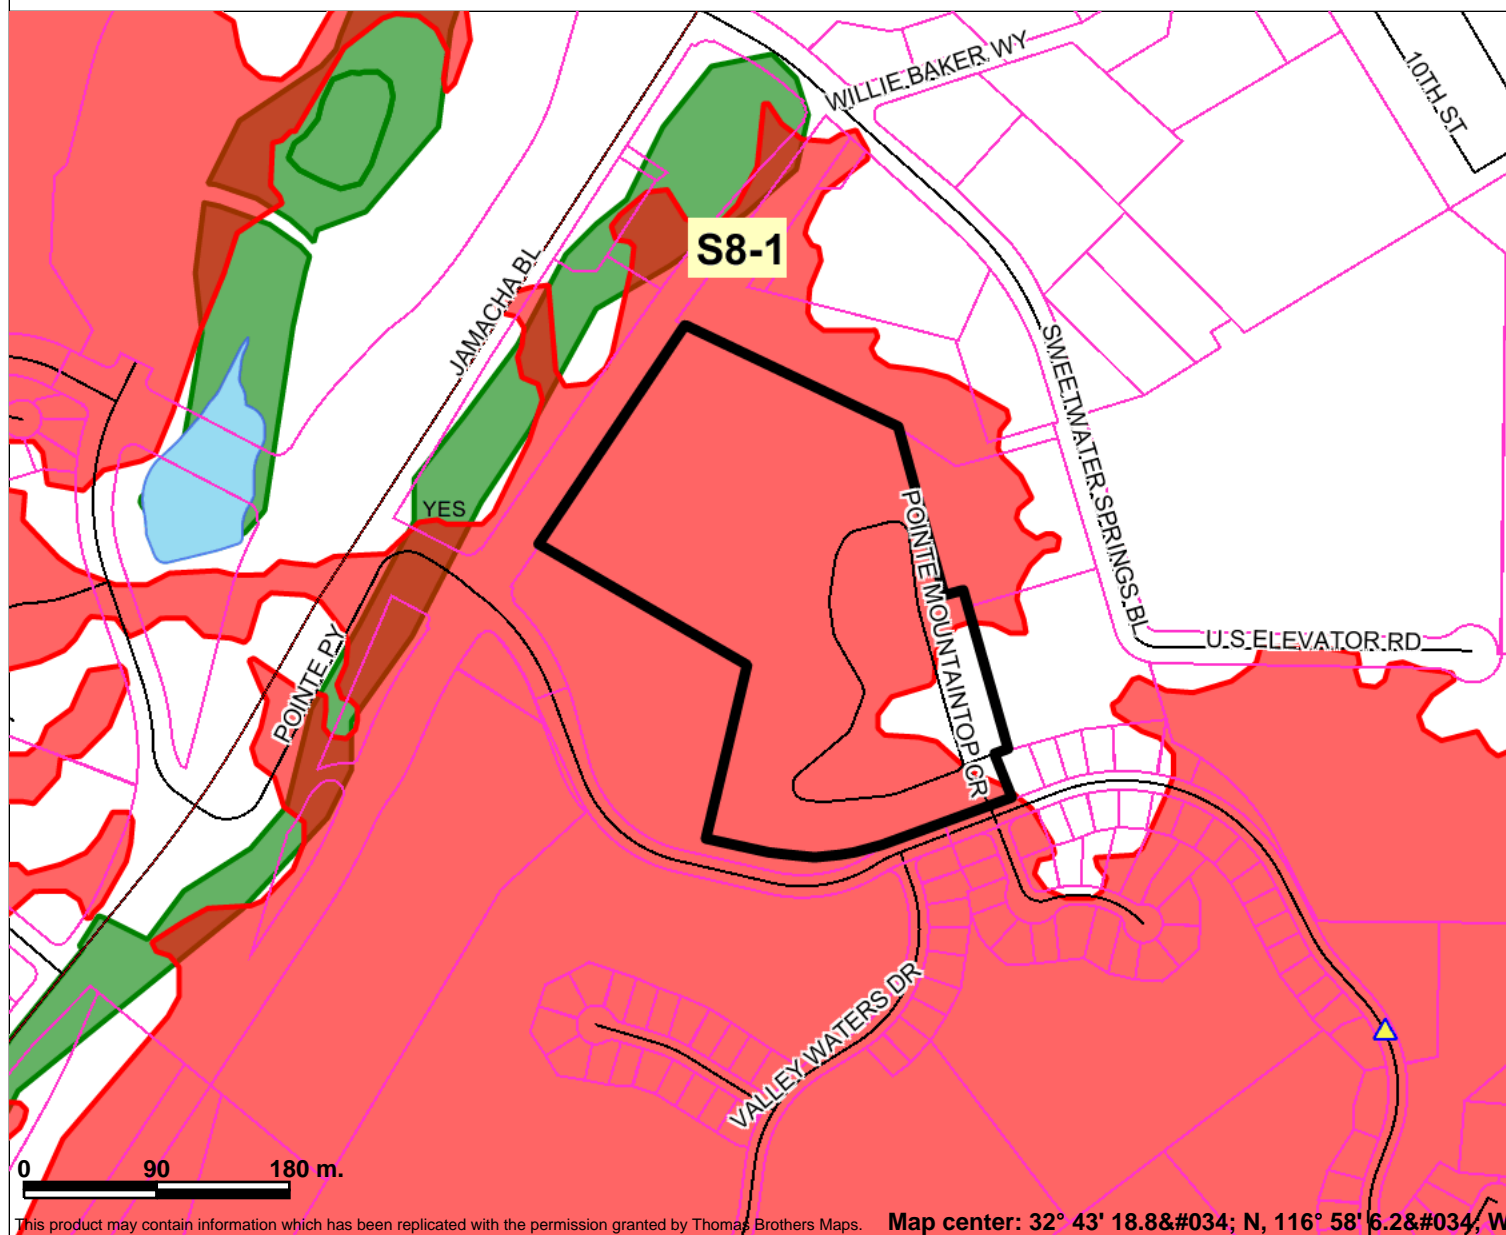 WILLIE BAKER WY
10TH ST
S8-1
JAMACHA BL
SWEETWATER SPRINGS BL
YES
POINTE MOUNTAINTOP CR
U S ELEVATOR RD
POINTE PY
VALLEY WATERS DR
0 90 180 m.
This product may contain information which has been replicated with the permission granted by Thomas Brothers Maps.
Map center: 32° 43' 18.8&#034; N, 116° 58' 6.2&#034; W